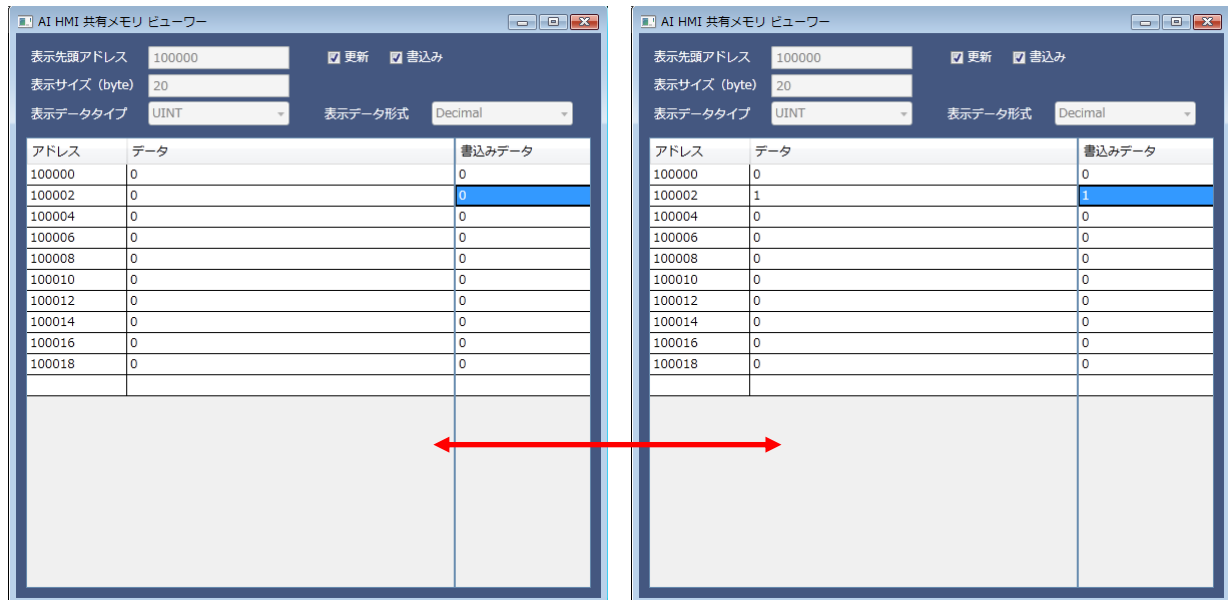 AI HMI 共有メモリ ビューワー
表示先頭アドレス 100000 更新 書込み
表示サイズ (byte) 20
表示データタイプ UINT 表示データ形式 Decimal
アドレス データ 書込みデータ
100000 0 0
100002 0 0
100004 0 0
100006 0 0
100008 0 0
100010 0 0
100012 0 0
100014 0 0
100016 0 0
100018 0 0
AI HMI 共有メモリ ビューワー
表示先頭アドレス 100000 更新 書込み
表示サイズ (byte) 20
表示データタイプ UINT 表示データ形式 Decimal
アドレス データ 書込みデータ
100000 0 0
100002 1 1
100004 0 0
100006 0 0
100008 0 0
100010 0 0
100012 0 0
100014 0 0
100016 0 0
100018 0 0